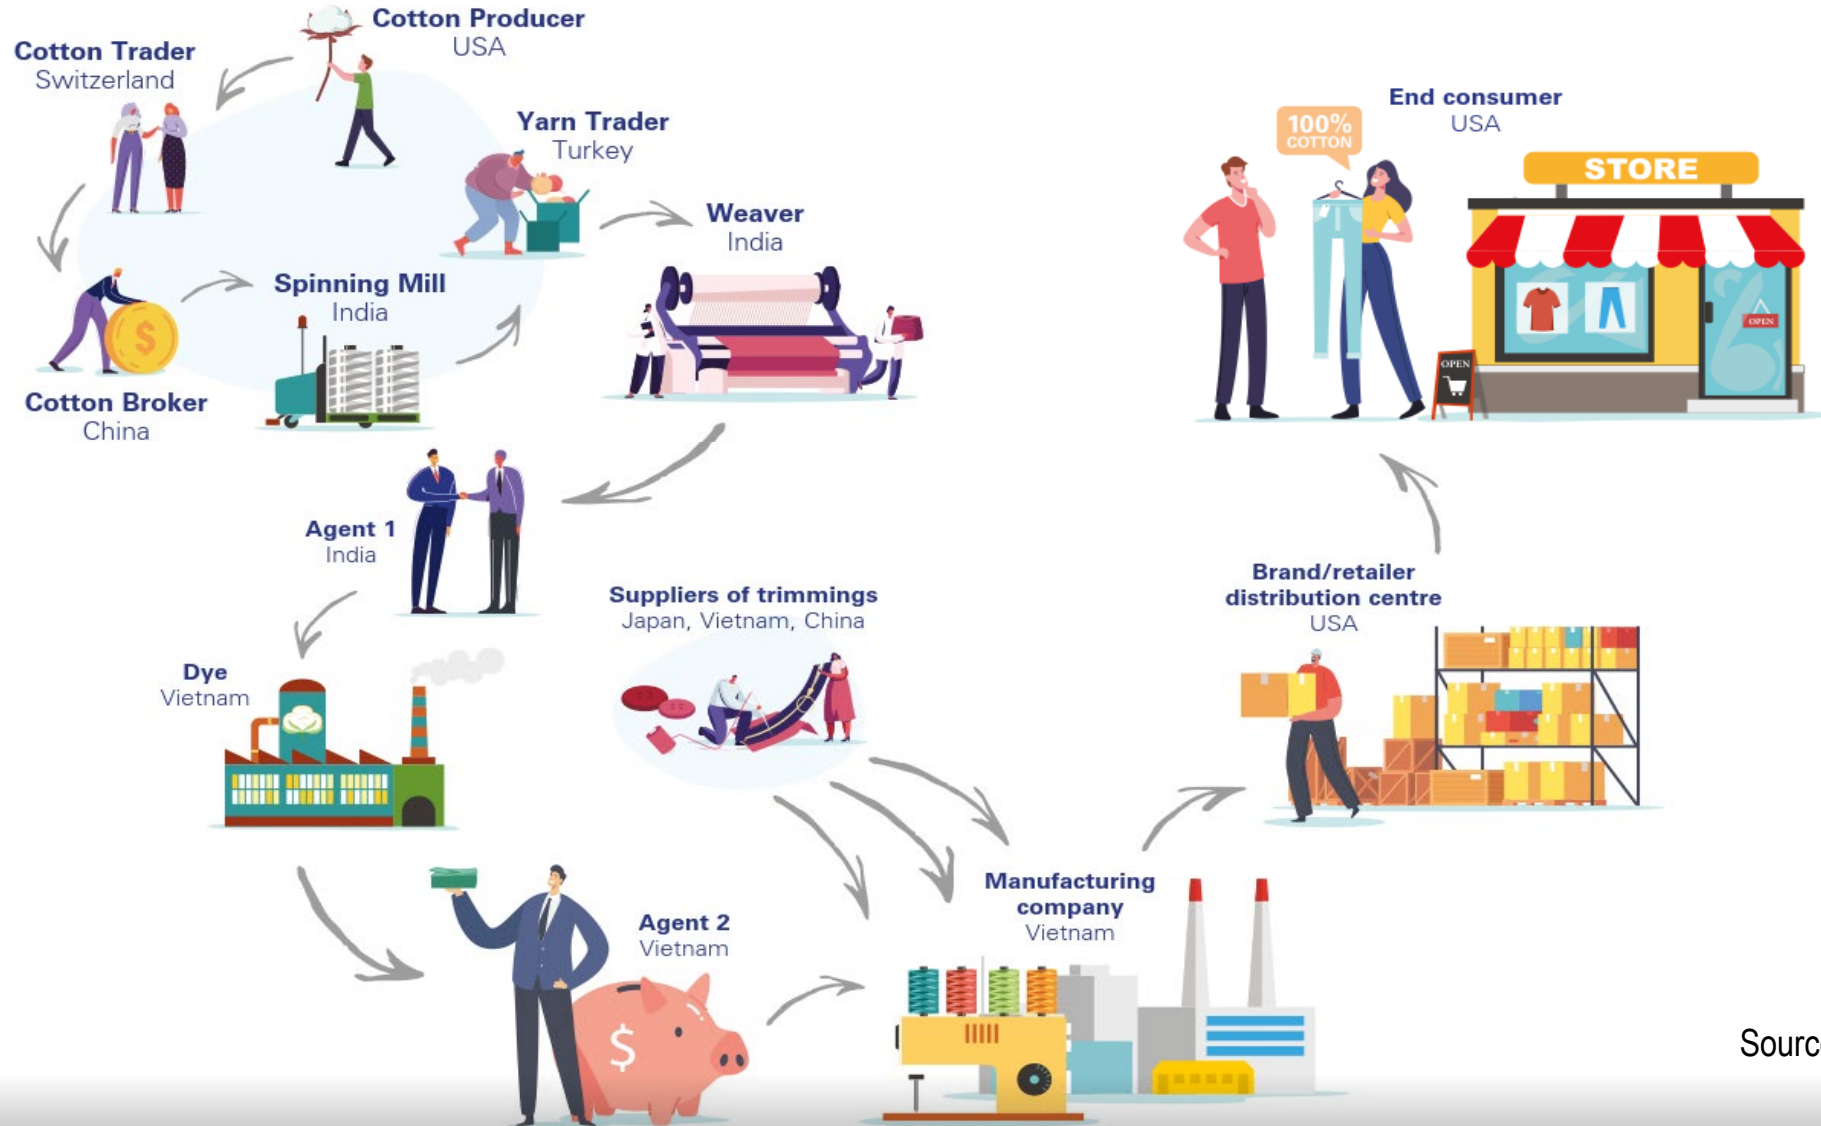 Cotton Producer
USA
Cotton Trader
Switzerland
Cotton Broker
China
Spinning Mill
India
Yarn Trader
Turkey
Weaver
India
Agent 1
India
Dye
Vietnam
Agent 2
Vietnam
$
$
Suppliers of trimmings
Japan, Vietnam, China
Manufacturing
company
Vietnam
Brand/retailer
distribution centre
USA
End consumer
USA
100%
COTTON
STORE
OPEN
OPEN
Sourc